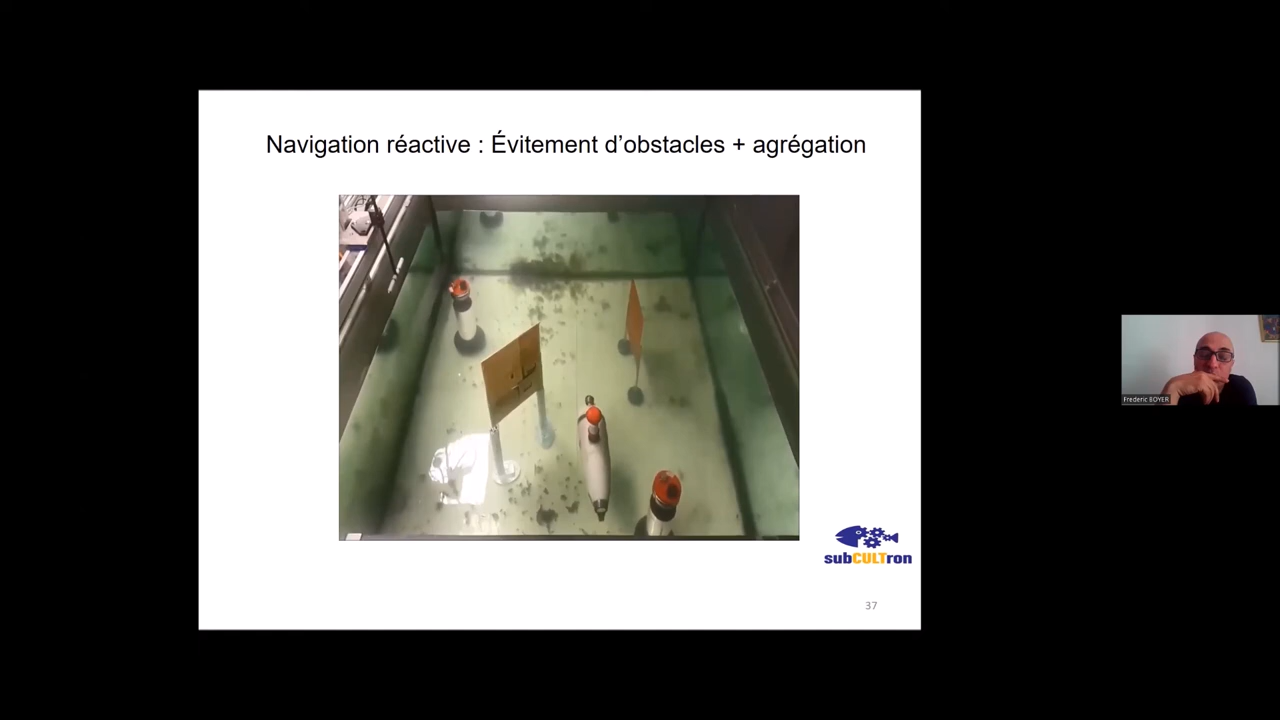 Navigation réactive : Évitement d’obstacles + agrégation
subCULTron
37
Frederic BOYER